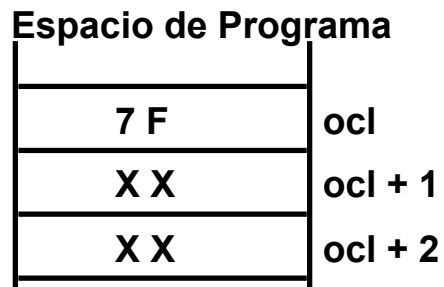 Espacio de Programa
7 F ocl
X X ocl + 1
X X ocl + 2